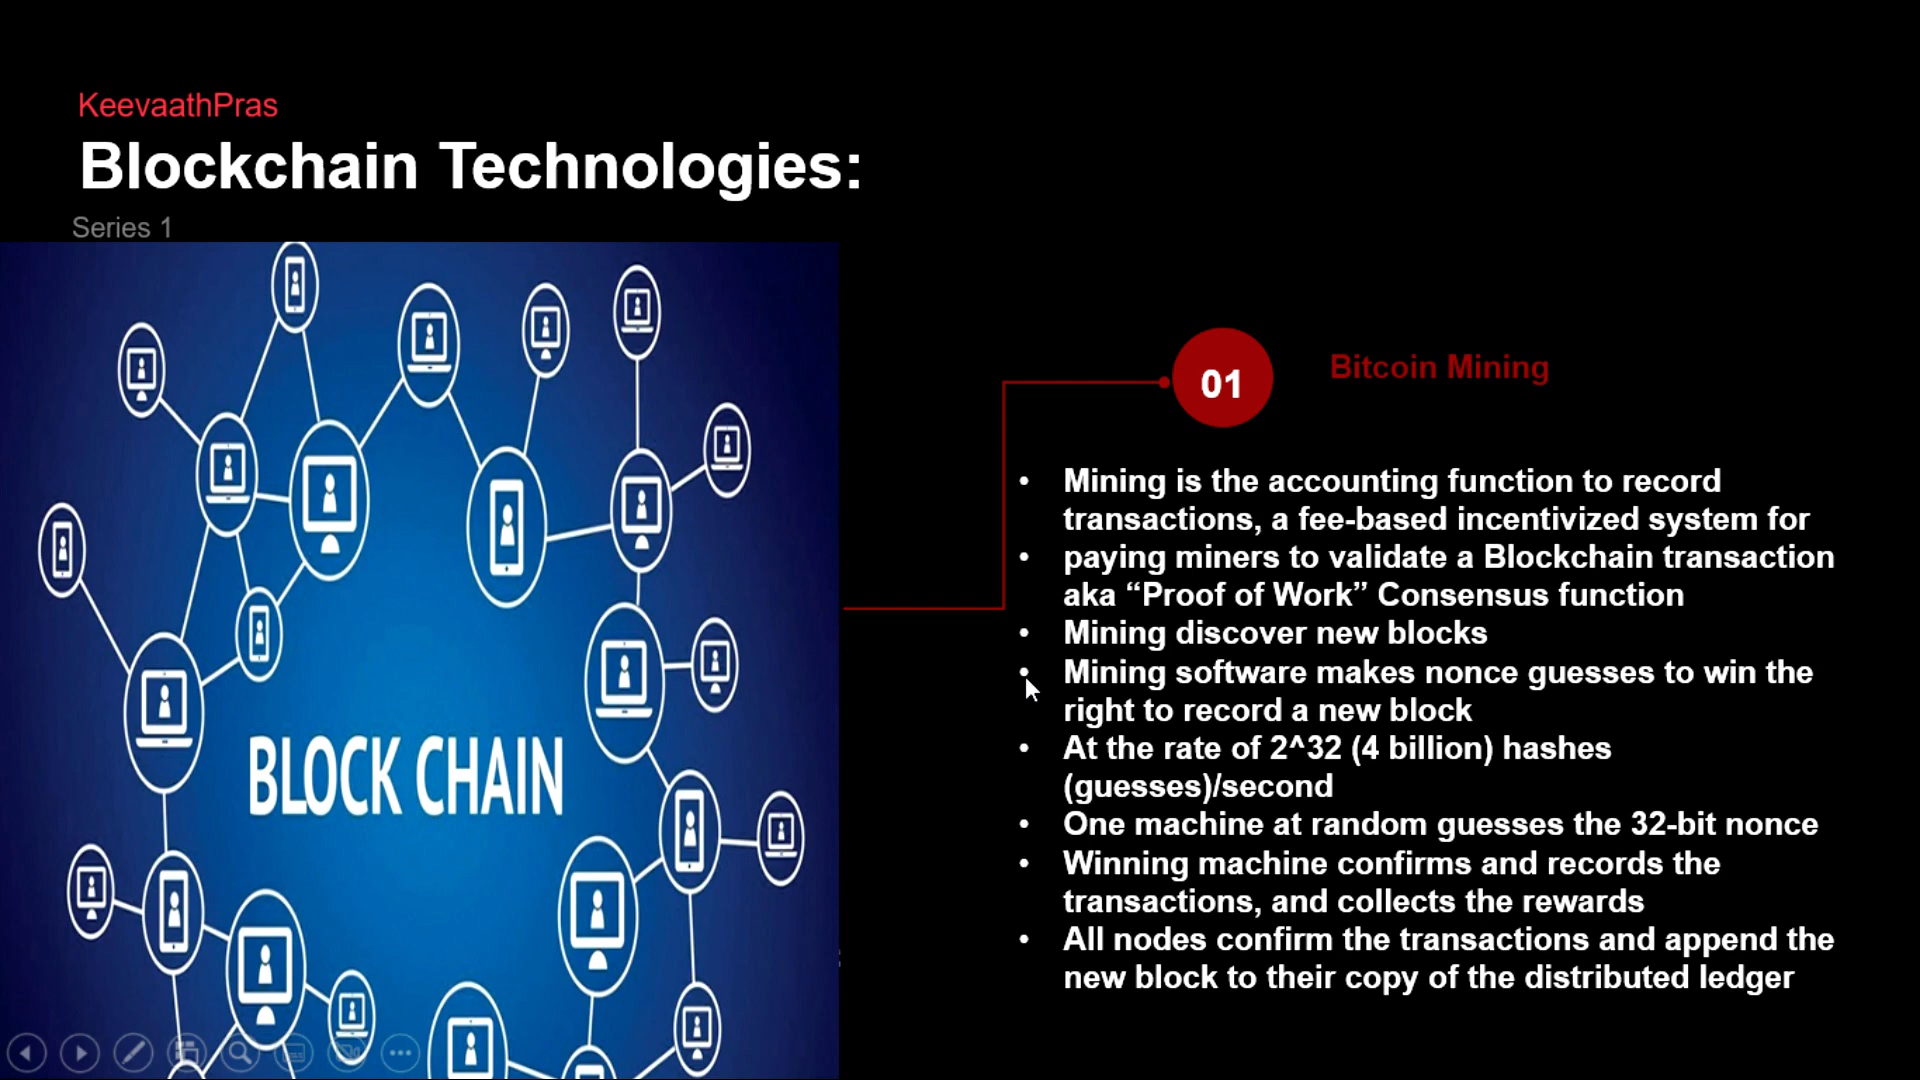 KeevaathPras
Blockchain Technologies:
Series 1
BLOCK CHAIN
01
Bitcoin Mining
• Mining is the accounting function to record
transactions, a fee-based incentivized system for
• paying miners to validate a Blockchain transaction
aka “Proof of Work” Consensus function
• Mining discover new blocks
• Mining software makes nonce guesses to win the
right to record a new block
• At the rate of 2^32 (4 billion) hashes
(guesses)/second
• One machine at random guesses the 32-bit nonce
• Winning machine confirms and records the
transactions, and collects the rewards
• All nodes confirm the transactions and append the
new block to their copy of the distributed ledger